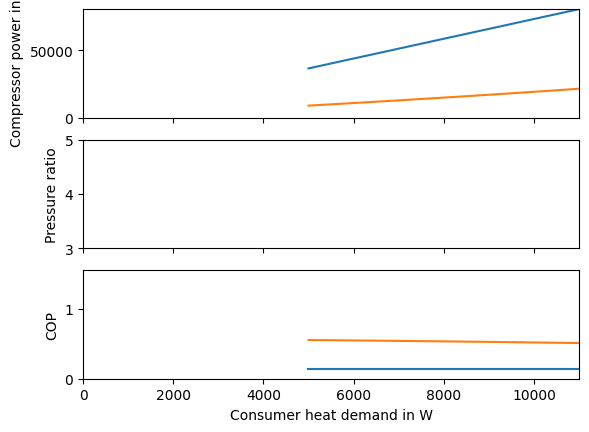 Compressor power in
50000
0
Pressure ratio
5
4
3
COP
1
0
0 2000 4000 6000 8000 10000
Consumer heat demand in W